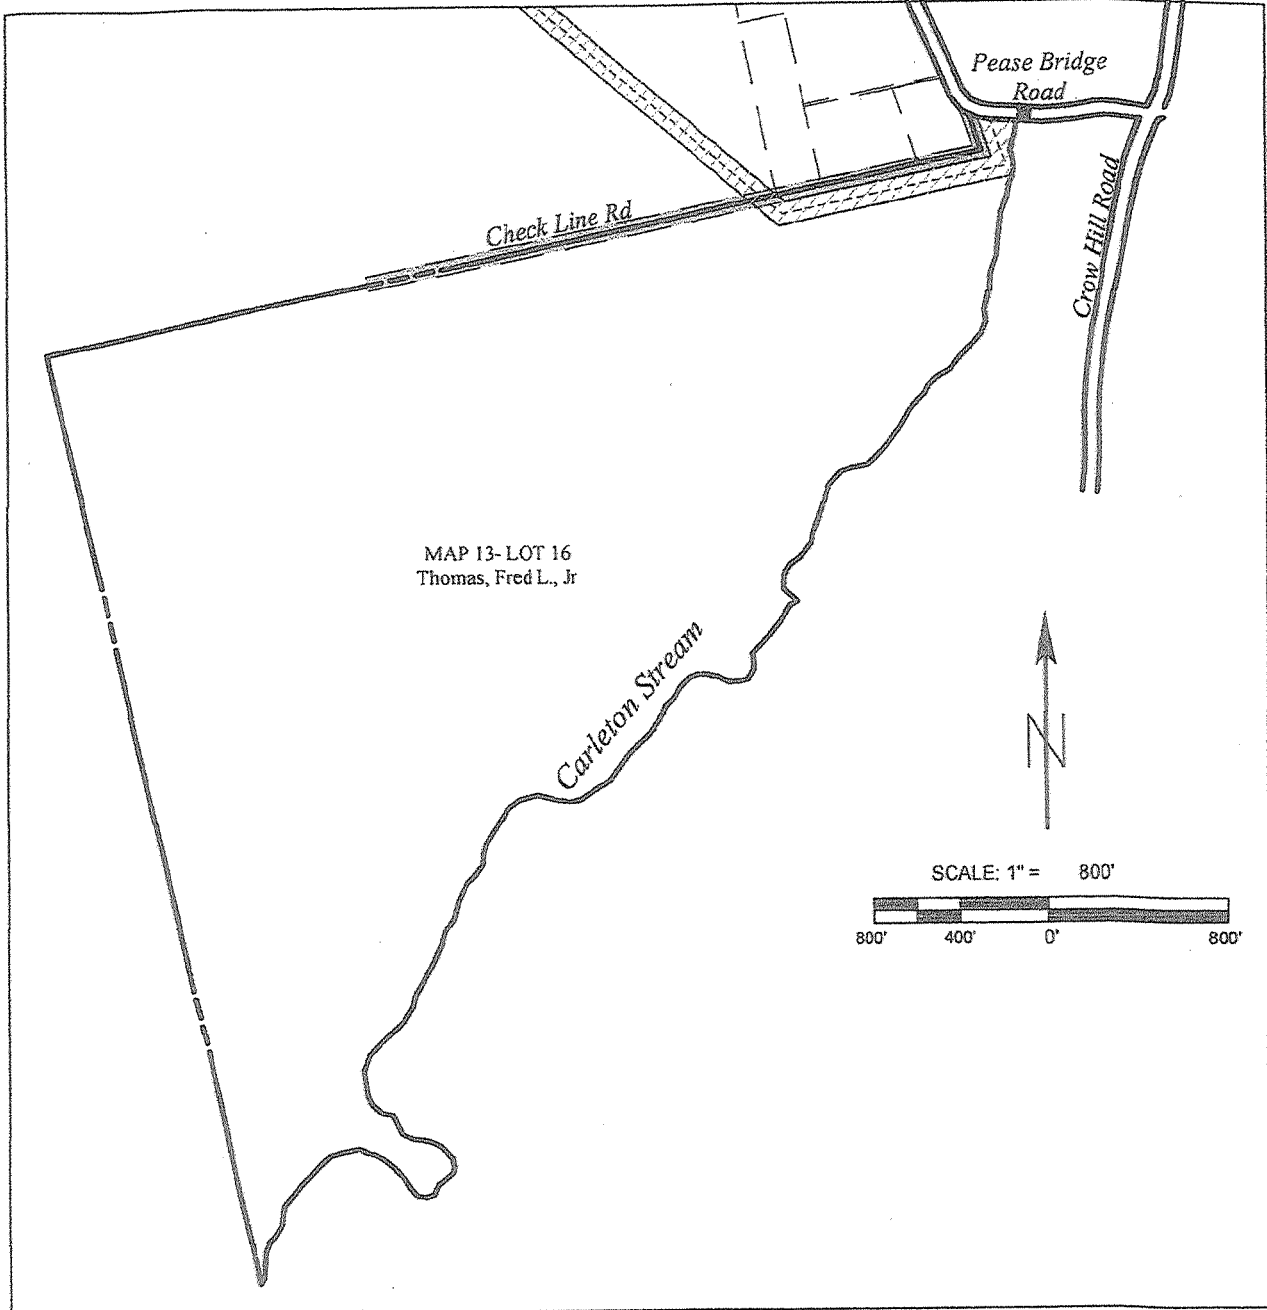 Pease Bridge
Road
Check Line Rd
Crow Hill Road
MAP 13- LOT 16
Thomas, Fred L., Jr
Carleton Stream
N
SCALE: 1" = 800'
800' 400' 0' 800'